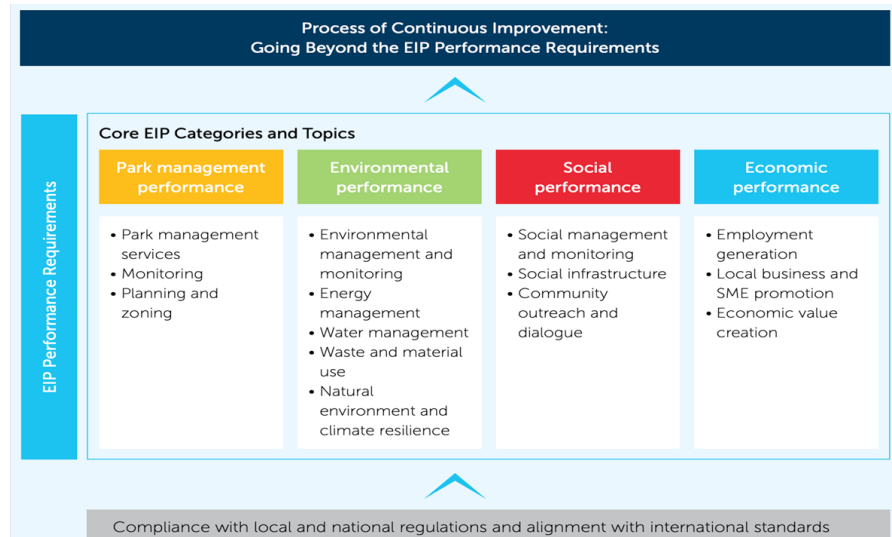 Process of Continuous Improvement:
Going Beyond the EIP Performance Requirements
EIP Performance Requirements
Core EIP Categories and Topics
Park management
performance
• Park management
services
• Monitoring
• Planning and
zoning
Environmental
performance
• Environmental
management and
monitoring
• Energy
management
• Water management
• Waste and material
use
• Natural
environment and
climate resilience
Social
performance
• Social management
and monitoring
• Social infrastructure
• Community
outreach and
dialogue
Economic
performance
• Employment
generation
• Local business and
SME promotion
• Economic value
creation
Compliance with local and national regulations and alignment with international standards